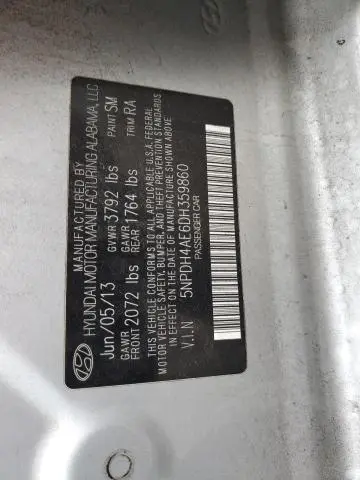 MANUFACTURED BY
HYUNDAI MOTOR MANUFACTURING ALABAMA, LLC
Jun/05/13 GVWR 3792 lbs PAINT SM
GAWR FRONT 2072 lbs GAWR REAR 1764 lbs TRIM RA
THIS VEHICLE CONFORMS TO ALL APPLICABLE U.S.A. FEDERAL
MOTOR VEHICLE SAFETY, BUMPER, AND THEFT PREVENTION STANDARDS
IN EFFECT ON THE DATE OF MANUFACTURE SHOWN ABOVE
V.I.N 5NPDH4AE6DH359860
PASSENGER CAR